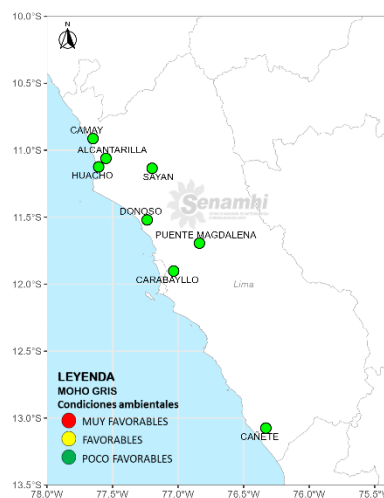 10.0°S
N
10.5°S
CAMAY
11.0°S
ALCANTARILLA
HUACHO
SAYAN
Senamhi
11.5°S
DONOSO
PUENTE MAGDALENA
12.0°S
CARABAYLLO
Lima
12.5°S
LEYENDA
MOHO GRIS
Condiciones ambientales
MUY FAVORABLES
FAVORABLES
POCO FAVORABLES
13.0°S
CAÑETE
13.5°S
78.0°W 77.5°W 77.0°W 76.5°W 76.0°W 75.5°W